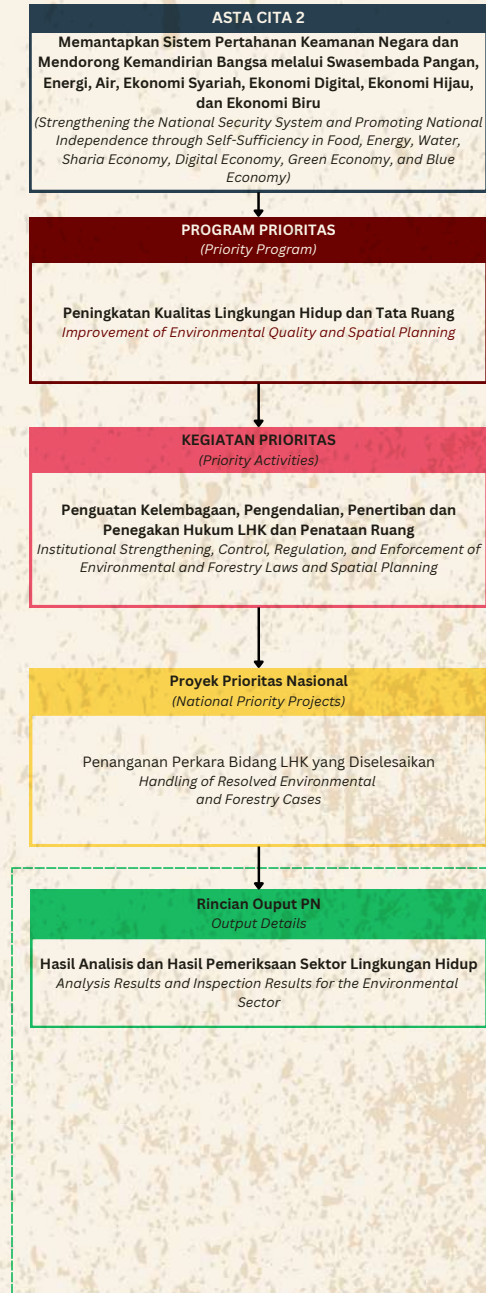 ASTA CITA 2
Memantapkan Sistem Pertahanan Keamanan Negara dan
Mendorong Kemandirian Bangsa melalui Swasembada Pangan,
Energi, Air, Ekonomi Syariah, Ekonomi Digital, Ekonomi Hijau,
dan Ekonomi Biru
(Strengthening the National Security System and Promoting National
Independence through Self-Sufficiency in Food, Energy, Water,
Sharia Economy, Digital Economy, Green Economy, and Blue
Economy)
PROGRAM PRIORITAS
(Priority Program)
Peningkatan Kualitas Lingkungan Hidup dan Tata Ruang
Improvement of Environmental Quality and Spatial Planning
KEGIATAN PRIORITAS
(Priority Activities)
Penguatan Kelembagaan, Pengendalian, Penertiban dan
Penegakan Hukum LHK dan Penataan Ruang
Institutional Strengthening, Control, Regulation, and Enforcement of
Environmental and Forestry Laws and Spatial Planning
Proyek Prioritas Nasional
(National Priority Projects)
Penanganan Perkara Bidang LHK yang Diselesaikan
Handling of Resolved Environmental
and Forestry Cases
Rincian Ouput PN
Output Details
Hasil Analisis dan Hasil Pemeriksaan Sektor Lingkungan Hidup
Analysis Results and Inspection Results for the Environmental
Sector